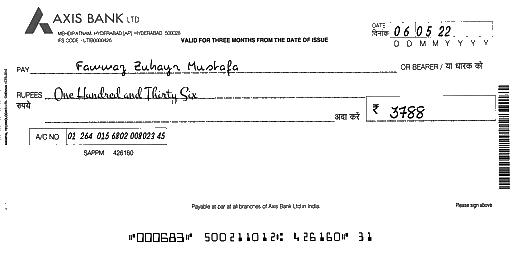 AXIS BANK LTD
MEHDIPATNAM, HYDERABAD [AP] HYDERABAD 500028
IFS CODE - UTIB0000426
VALID FOR THREE MONTHS FROM THE DATE OF ISSUE
DATE
दिनांक 06 05 22
D D M M Y Y Y Y
PAY Fawwaz Zuhayr Mustafa OR BEARER / या धारक को
RUPEES One Hundred and Thirty Six
रुपये अदा करें ₹ 3788
A/C NO 01 264 015 6802 008023 45
SAPPM 426160
Payable at par at all branches of Axis Bank Ltd in India.
Please sign above
⑈000683⑈ 500211012⑆ 426160⑈ 31